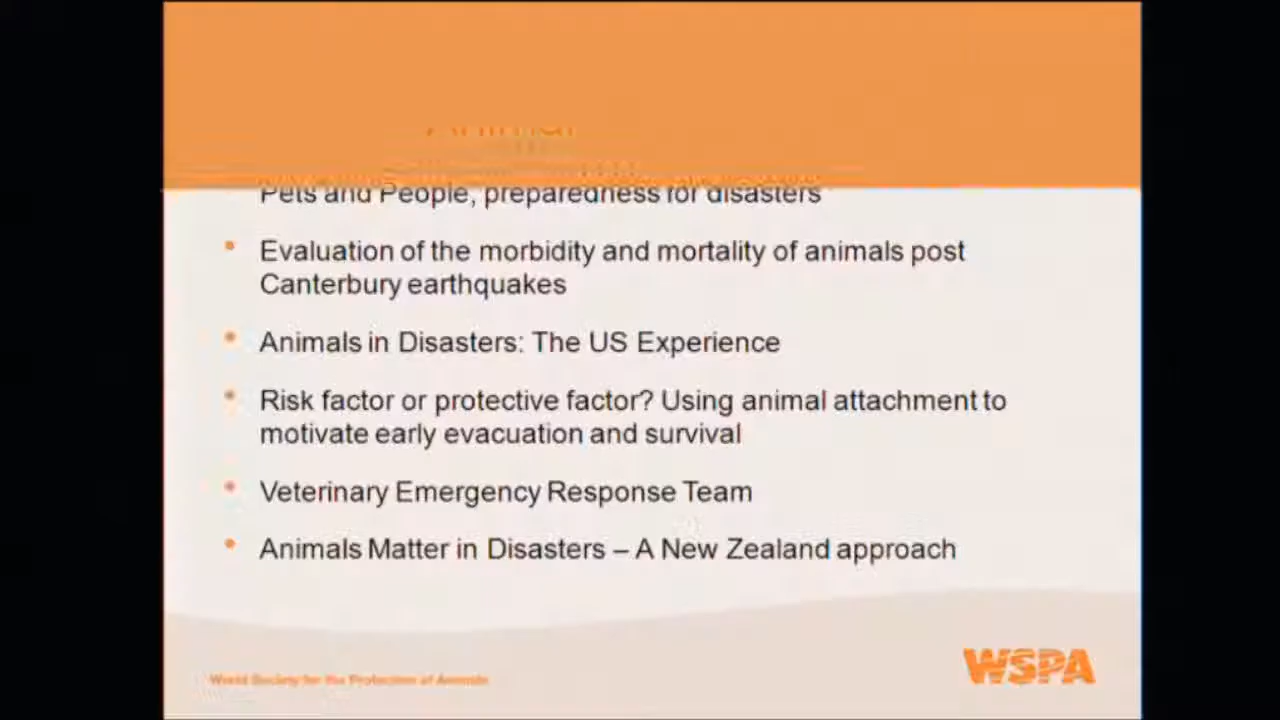 Animal
Pets and People, preparedness for disasters
• Evaluation of the morbidity and mortality of animals post
Canterbury earthquakes
• Animals in Disasters: The US Experience
• Risk factor or protective factor? Using animal attachment to
motivate early evacuation and survival
• Veterinary Emergency Response Team
• Animals Matter in Disasters – A New Zealand approach
World Society for the Protection of Animals
WSPA